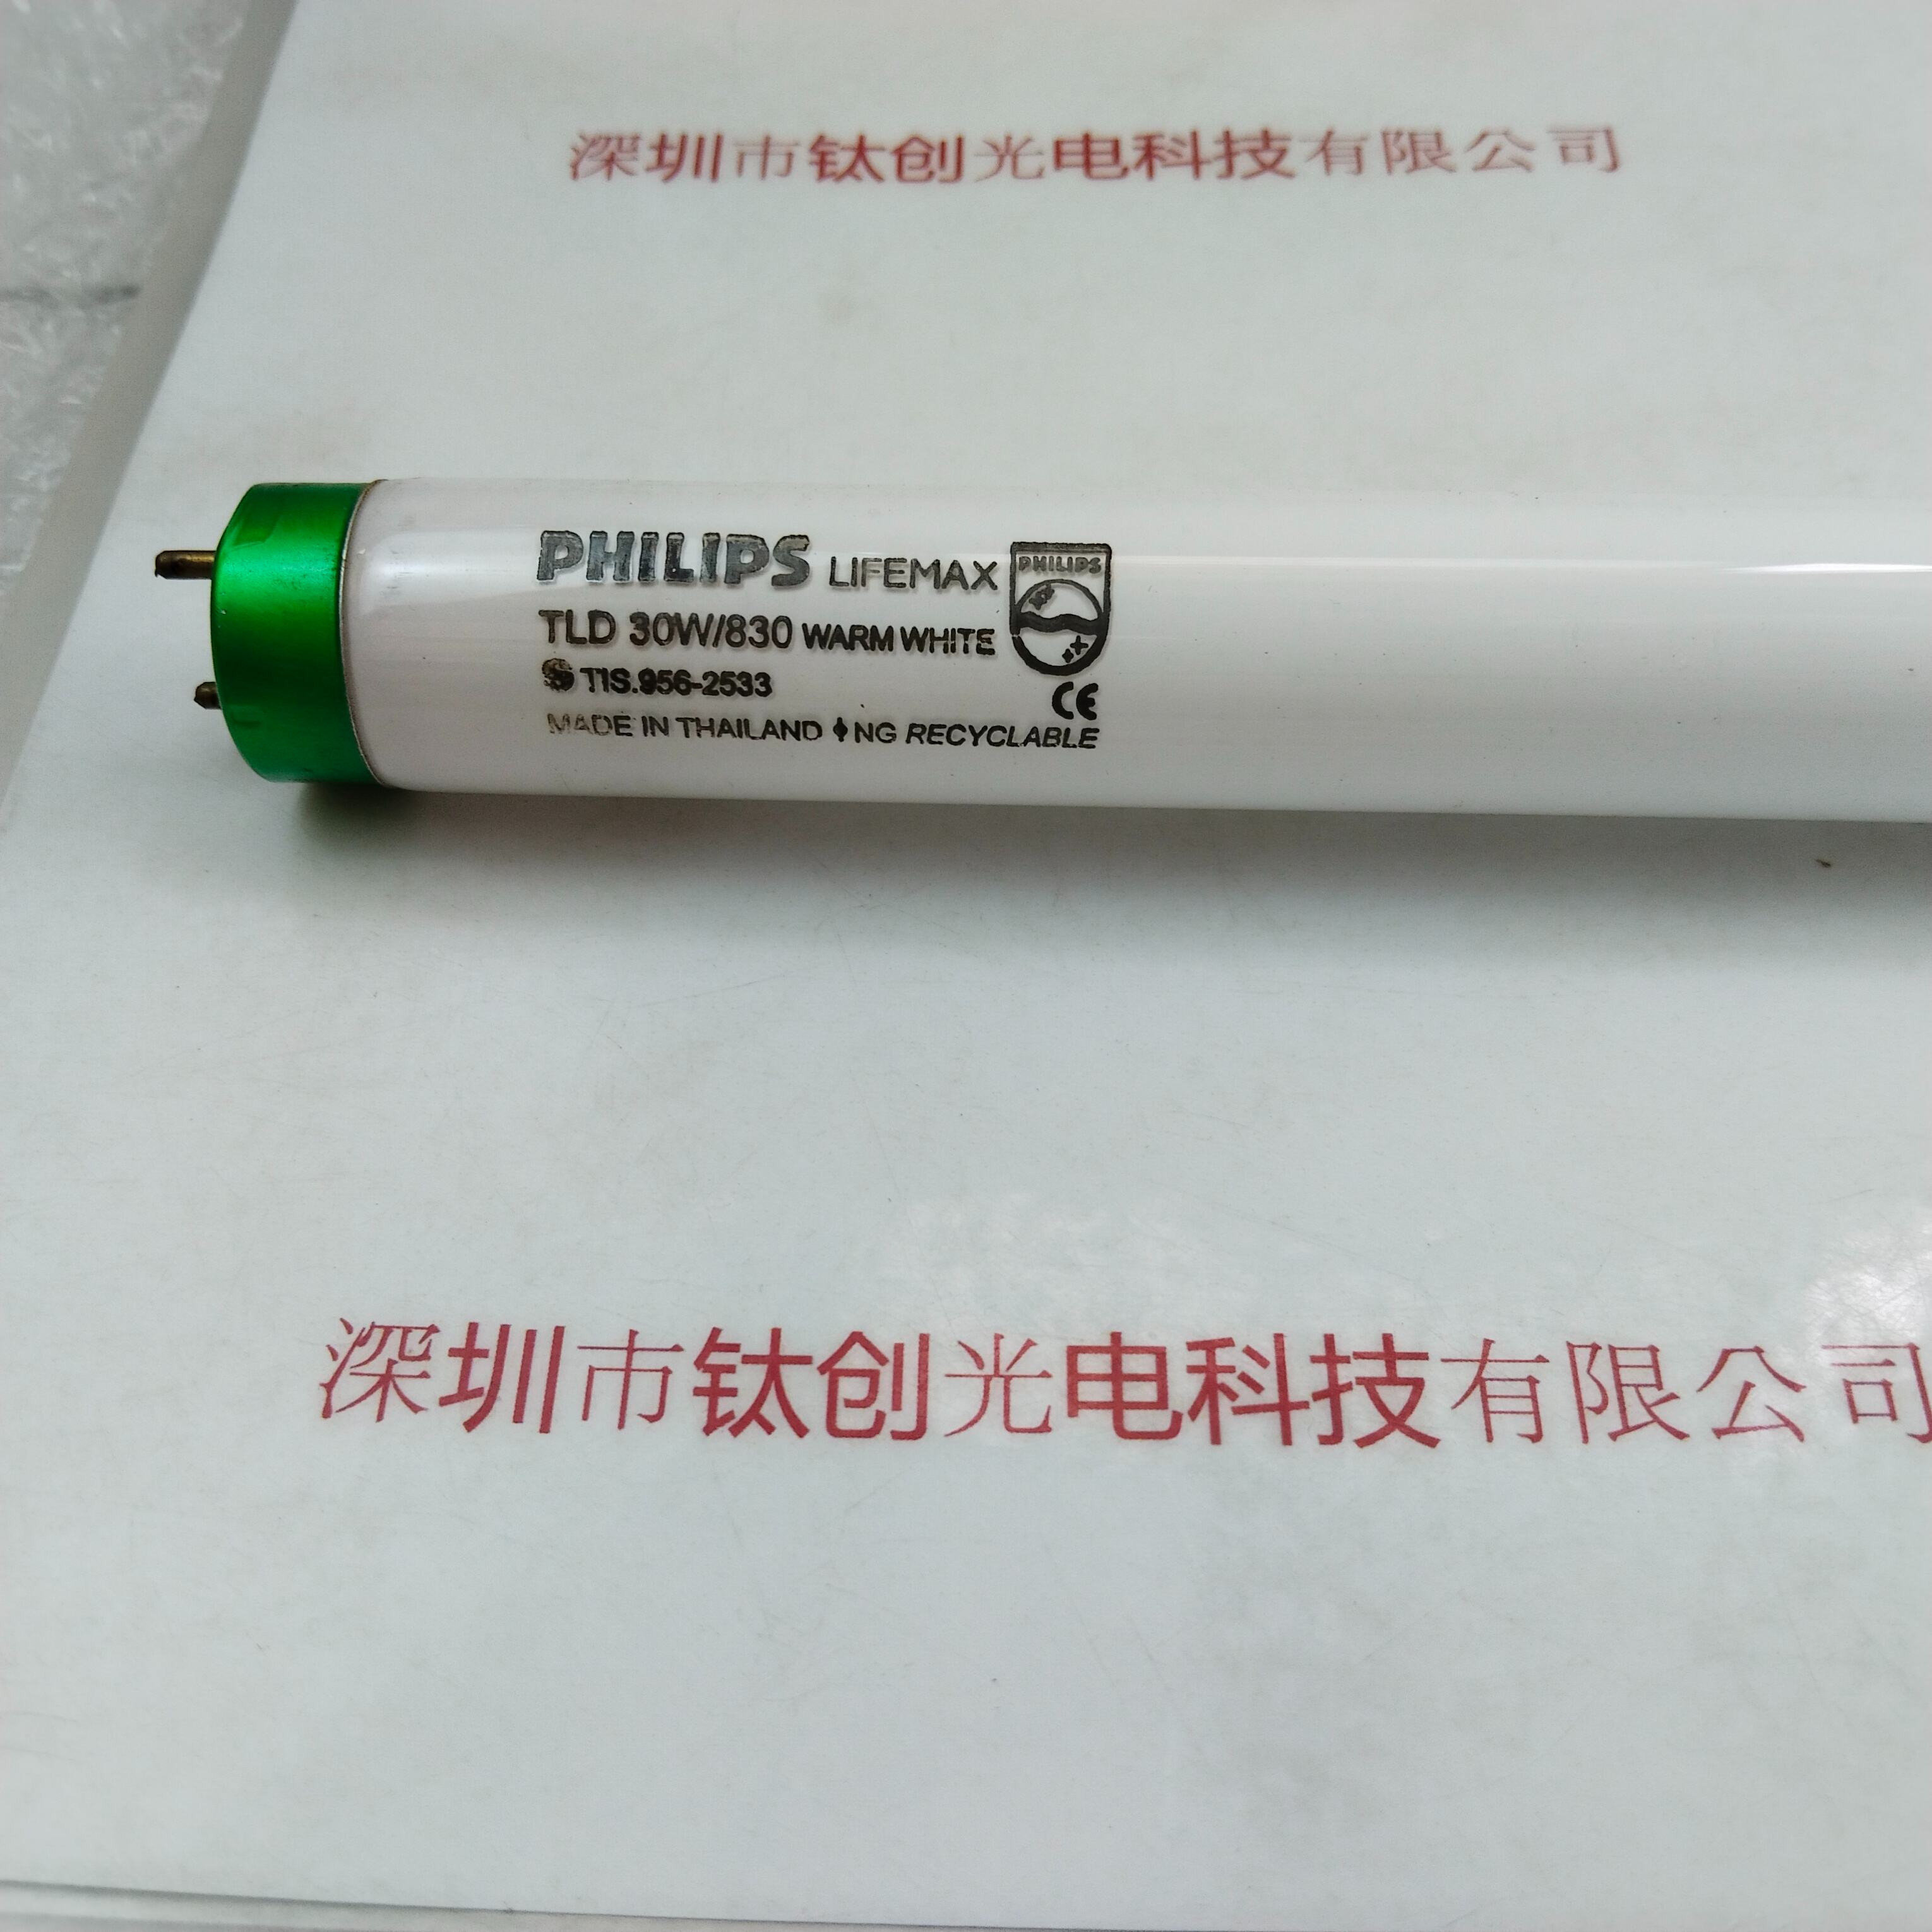 深圳市钛创光电科技有限公司
PHILIPS LIFEMAX
PHILIPS
TLD 30W/830 WARM WHITE
TIS.956-2533
CE
MADE IN THAILAND NG RECYCLABLE
深圳市钛创光电科技有限公司